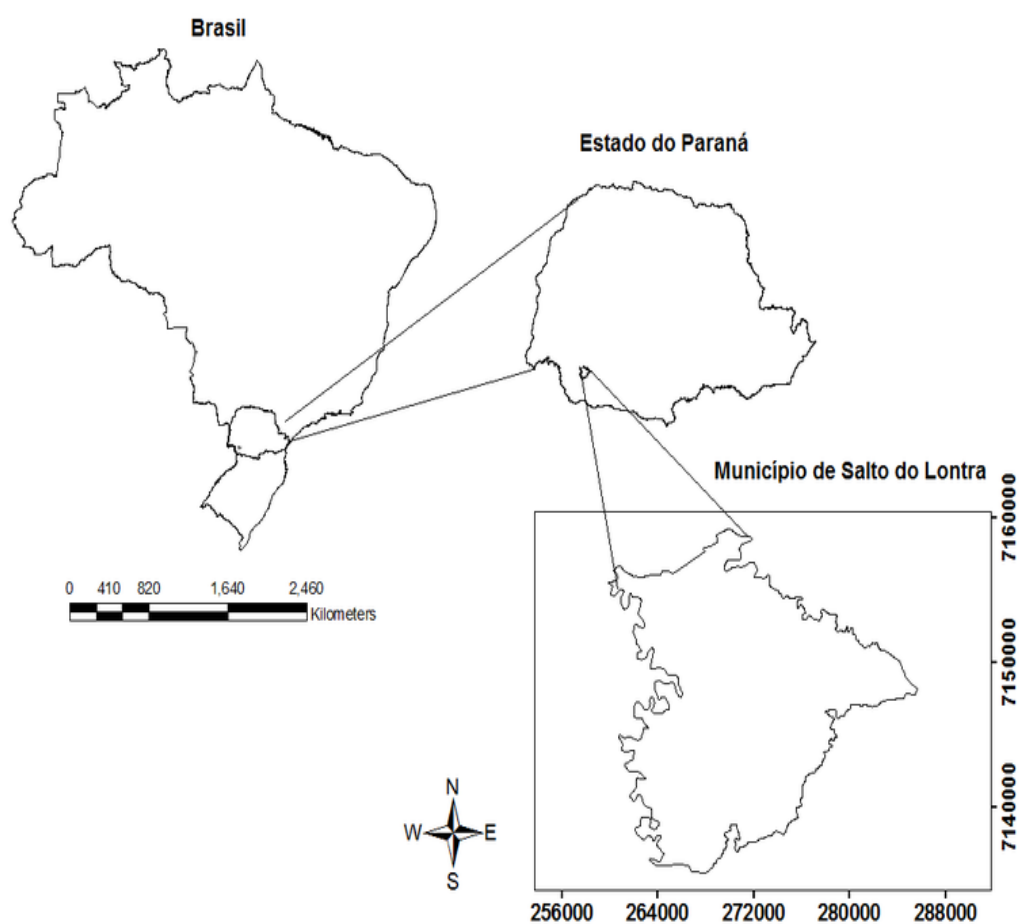 Brasil
Estado do Paraná
Município de Salto do Lontra
0 410 820 1,640 2,460
Kilometers
N
W E
S
7160000
7150000
7140000
256000 264000 272000 280000 288000